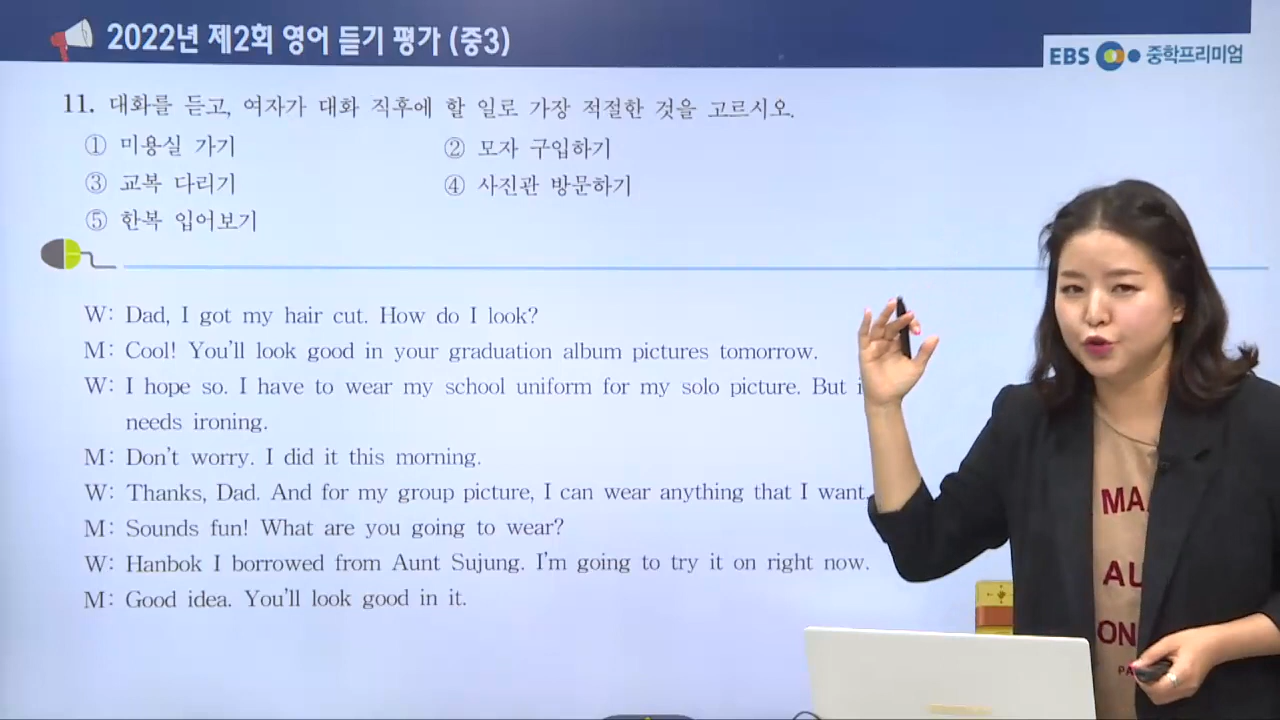 2022년 제2회 영어 듣기 평가 (중3)
EBS 중학프리미엄
11. 대화를 듣고, 여자가 대화 직후에 할 일로 가장 적절한 것을 고르시오.
① 미용실 가기 ② 모자 구입하기
③ 교복 다리기 ④ 사진관 방문하기
⑤ 한복 입어보기
W: Dad, I got my hair cut. How do I look?
M: Cool! You'll look good in your graduation album pictures tomorrow.
W: I hope so. I have to wear my school uniform for my solo picture. But
needs ironing.
M: Don't worry. I did it this morning.
W: Thanks, Dad. And for my group picture, I can wear anything that I want.
M: Sounds fun! What are you going to wear?
W: Hanbok I borrowed from Aunt Sujung. I'm going to try it on right now.
M: Good idea. You'll look good in it.
MA
AU
ON
PA